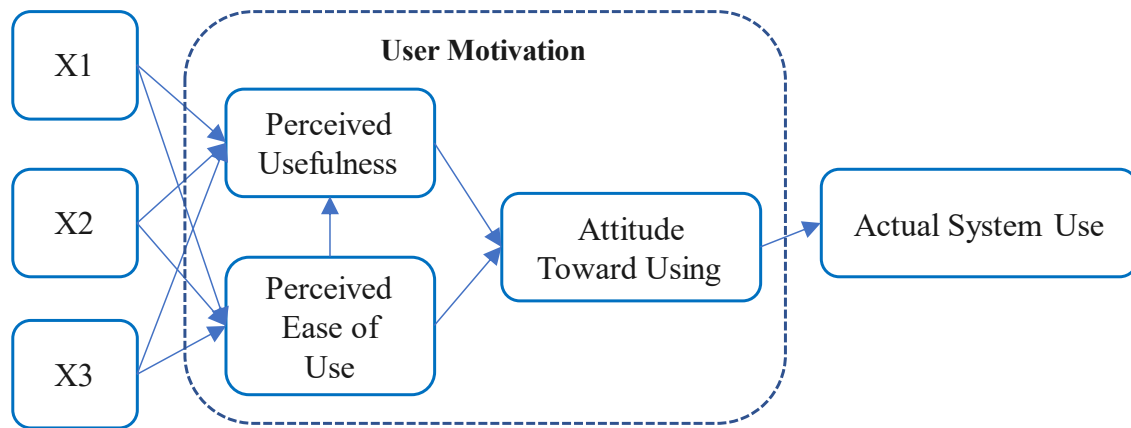 X1
X2
X3
User Motivation
Perceived
Usefulness
Perceived
Ease of
Use
Attitude
Toward Using
Actual System Use